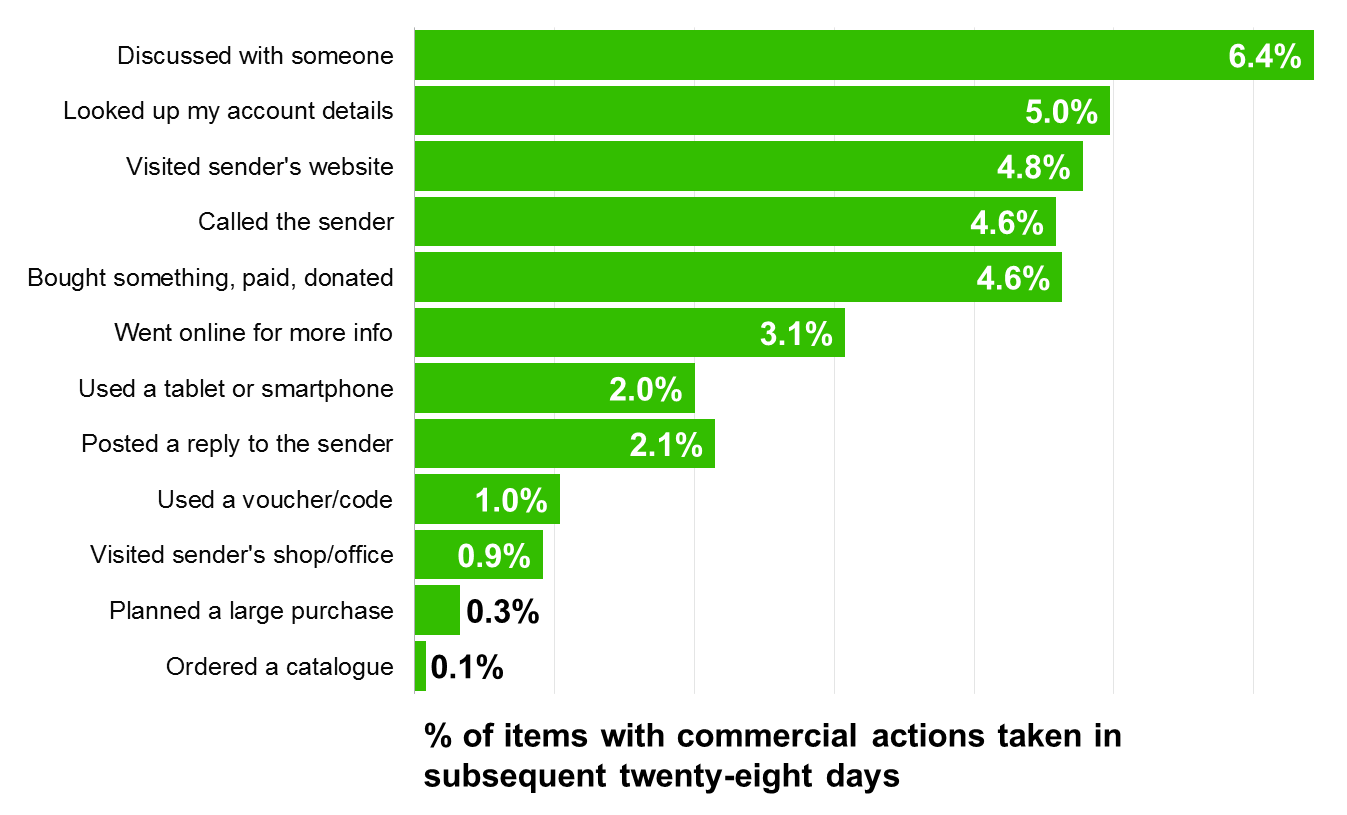 Discussed with someone 6.4%
Looked up my account details 5.0%
Visited sender's website 4.8%
Called the sender 4.6%
Bought something, paid, donated 4.6%
Went online for more info 3.1%
Used a tablet or smartphone 2.0%
Posted a reply to the sender 2.1%
Used a voucher/code 1.0%
Visited sender's shop/office 0.9%
Planned a large purchase 0.3%
Ordered a catalogue 0.1%
% of items with commercial actions taken in
subsequent twenty-eight days